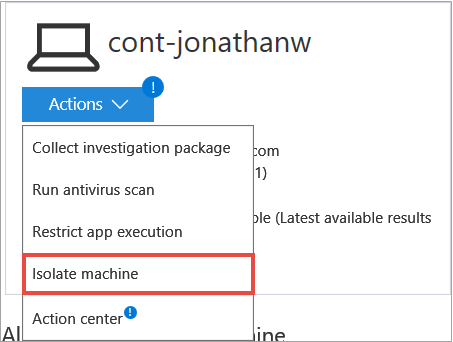 cont-jonathanw
!
Actions
Collect investigation package
com
Run antivirus scan
1)
Restrict app execution
ble (Latest available results
Isolate machine
Action center !
Al